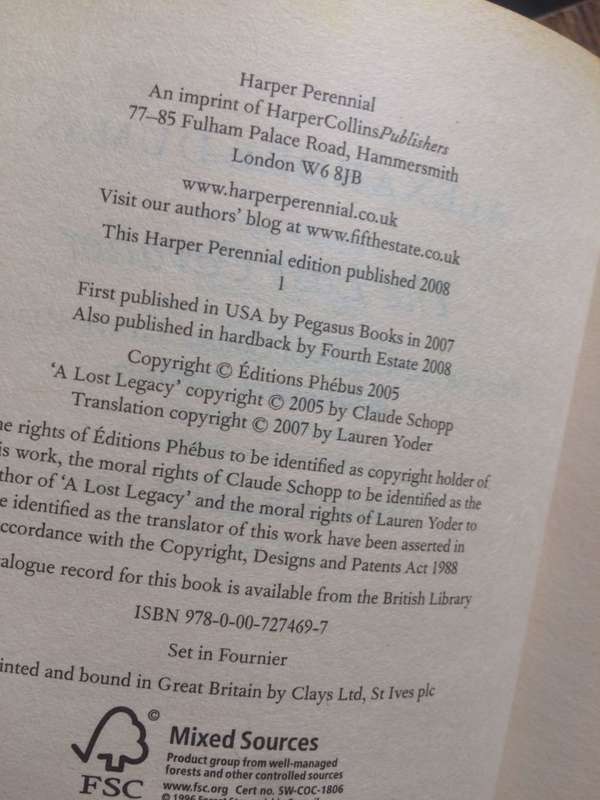 Harper Perennial
An imprint of HarperCollinsPublishers
77–85 Fulham Palace Road, Hammersmith
London W6 8JB
www.harperperennial.co.uk
Visit our authors' blog at www.fifthestate.co.uk
This Harper Perennial edition published 2008
1
First published in USA by Pegasus Books in 2007
Also published in hardback by Fourth Estate 2008
Copyright © Éditions Phébus 2005
'A Lost Legacy' copyright © 2005 by Claude Schopp
Translation copyright © 2007 by Lauren Yoder
rights of Éditions Phébus to be identified as copyright holder of
work, the moral rights of Claude Schopp to be identified as the
of 'A Lost Legacy' and the moral rights of Lauren Yoder to
identified as the translator of this work have been asserted in
with the Copyright, Designs and Patents Act 1988
record for this book is available from the British Library
ISBN 978-0-00-727469-7
Set in Fournier
and bound in Great Britain by Clays Ltd, St Ives plc
©
Mixed Sources
Product group from well-managed
forests and other controlled sources
FSC
www.fsc.org Cert no. SW-COC-1806
© 1996